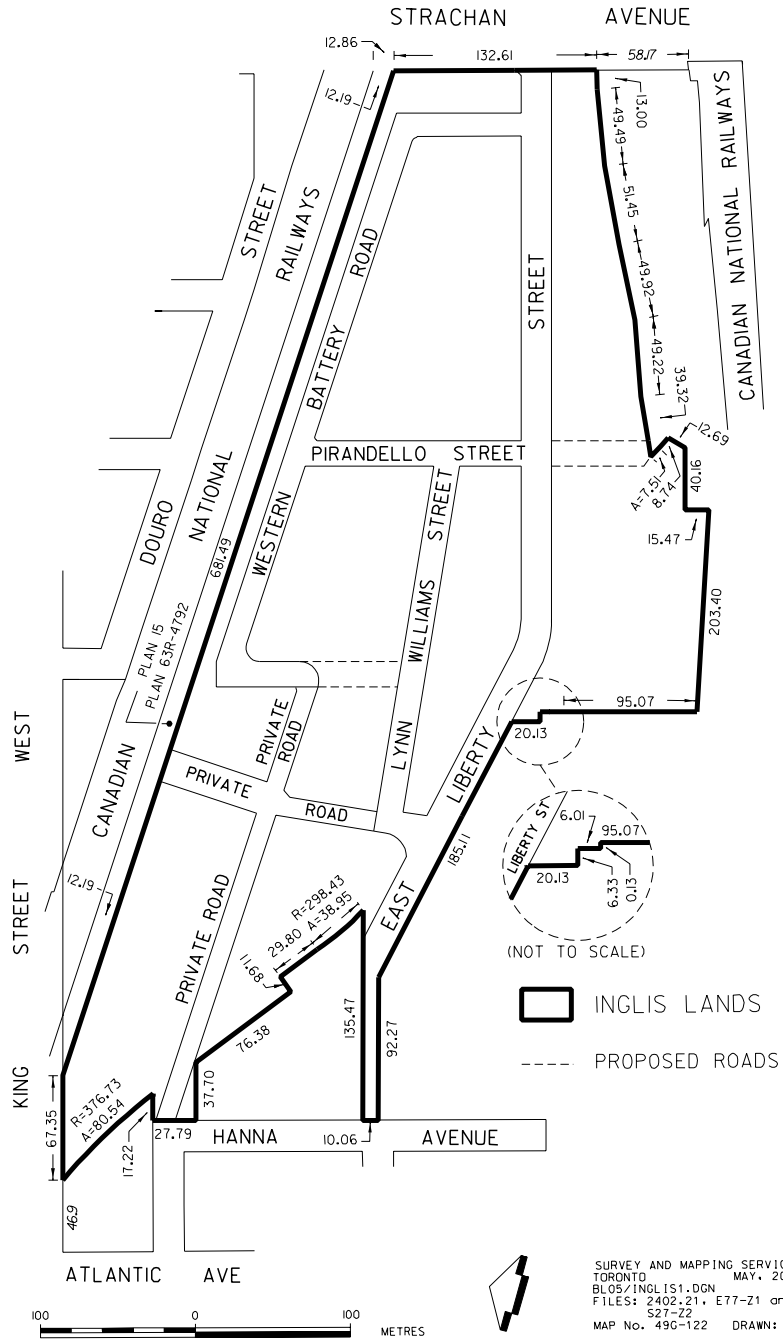 STRACHAN AVENUE
12.86
132.61
58.17
12.19
13.00
49.49
51.45
49.92
49.22
39.32
12.69
A=7.51
8.74
40.16
15.47
203.40
95.07
20.13
CANADIAN NATIONAL RAILWAYS
STREET
RAILWAYS
ROAD
BATTERY
STREET
PIRANDELLO STREET
NATIONAL
DOURO
WESTERN
STREET
WILLIAMS
681.49
PLAN 15
PLAN 63R-4792
LYNN
LIBERTY
WEST
CANADIAN
PRIVATE
ROAD
PRIVATE
ROAD
185.11
EAST
6.01
95.07
LIBERTY ST
20.13
6.33
0.13
(NOT TO SCALE)
12.19
STREET
PRIVATE ROAD
R=298.43
A=38.95
29.80
11.68
INGLIS LANDS
76.38
135.47
92.27
PROPOSED ROADS
KING
37.70
R=376.73
A=80.54
67.35
17.22
27.79
HANNA
10.06
AVENUE
46.9
ATLANTIC AVE
100 0 100
METRES
SURVEY AND MAPPING
TORONTO MAY,
BL05/INGLIS1.DGN
FILES: 2402.21, E77-Z1
S27-Z2
MAP No. 49G-122 DRAWN: